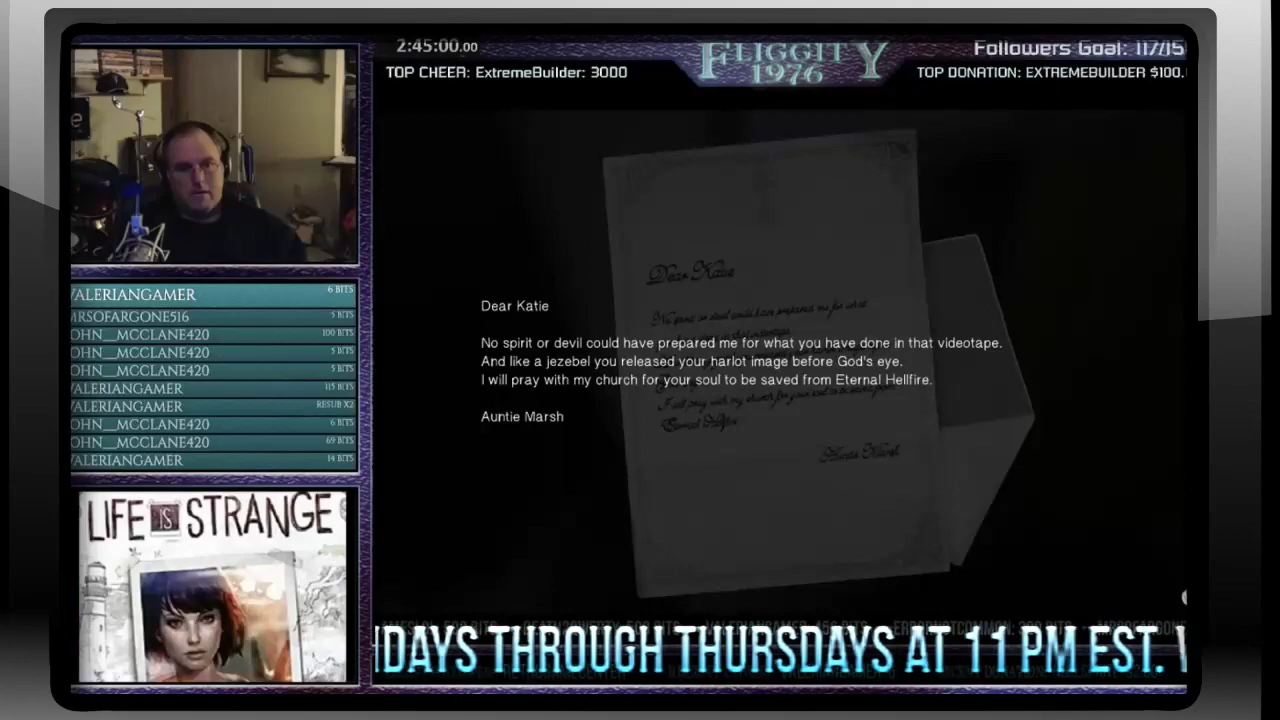 2:45:00.00
FLIGGITY
1976
Followers Goal: 117/15
TOP CHEER: ExtremeBuilder: 3000
TOP DONATION: EXTREMEBUILDER $100.
VALERIANGAMER 6 BITS
MRSOFARGONE516 5 BITS
OHN__MCCLANE420 100 BITS
OHN__MCCLANE420 5 BITS
OHN__MCCLANE420 5 BITS
VALERIANGAMER 115 BITS
VALERIANGAMER RESUB X2
OHN__MCCLANE420 6 BITS
OHN__MCCLANE420 69 BITS
VALERIANGAMER 14 BITS
LIFE IS STRANGE
Dear Katie
Dear Katie
No spirit or devil could have prepared me for what you have done in that videotape.
And like a jezebel you released your harlot image before God's eye.
I will pray with my church for your soul to be saved from Eternal Hellfire.
Auntie Marsh
Auntie Marsh
DAYS THROUGH THURSDAYS AT 11 PM EST.